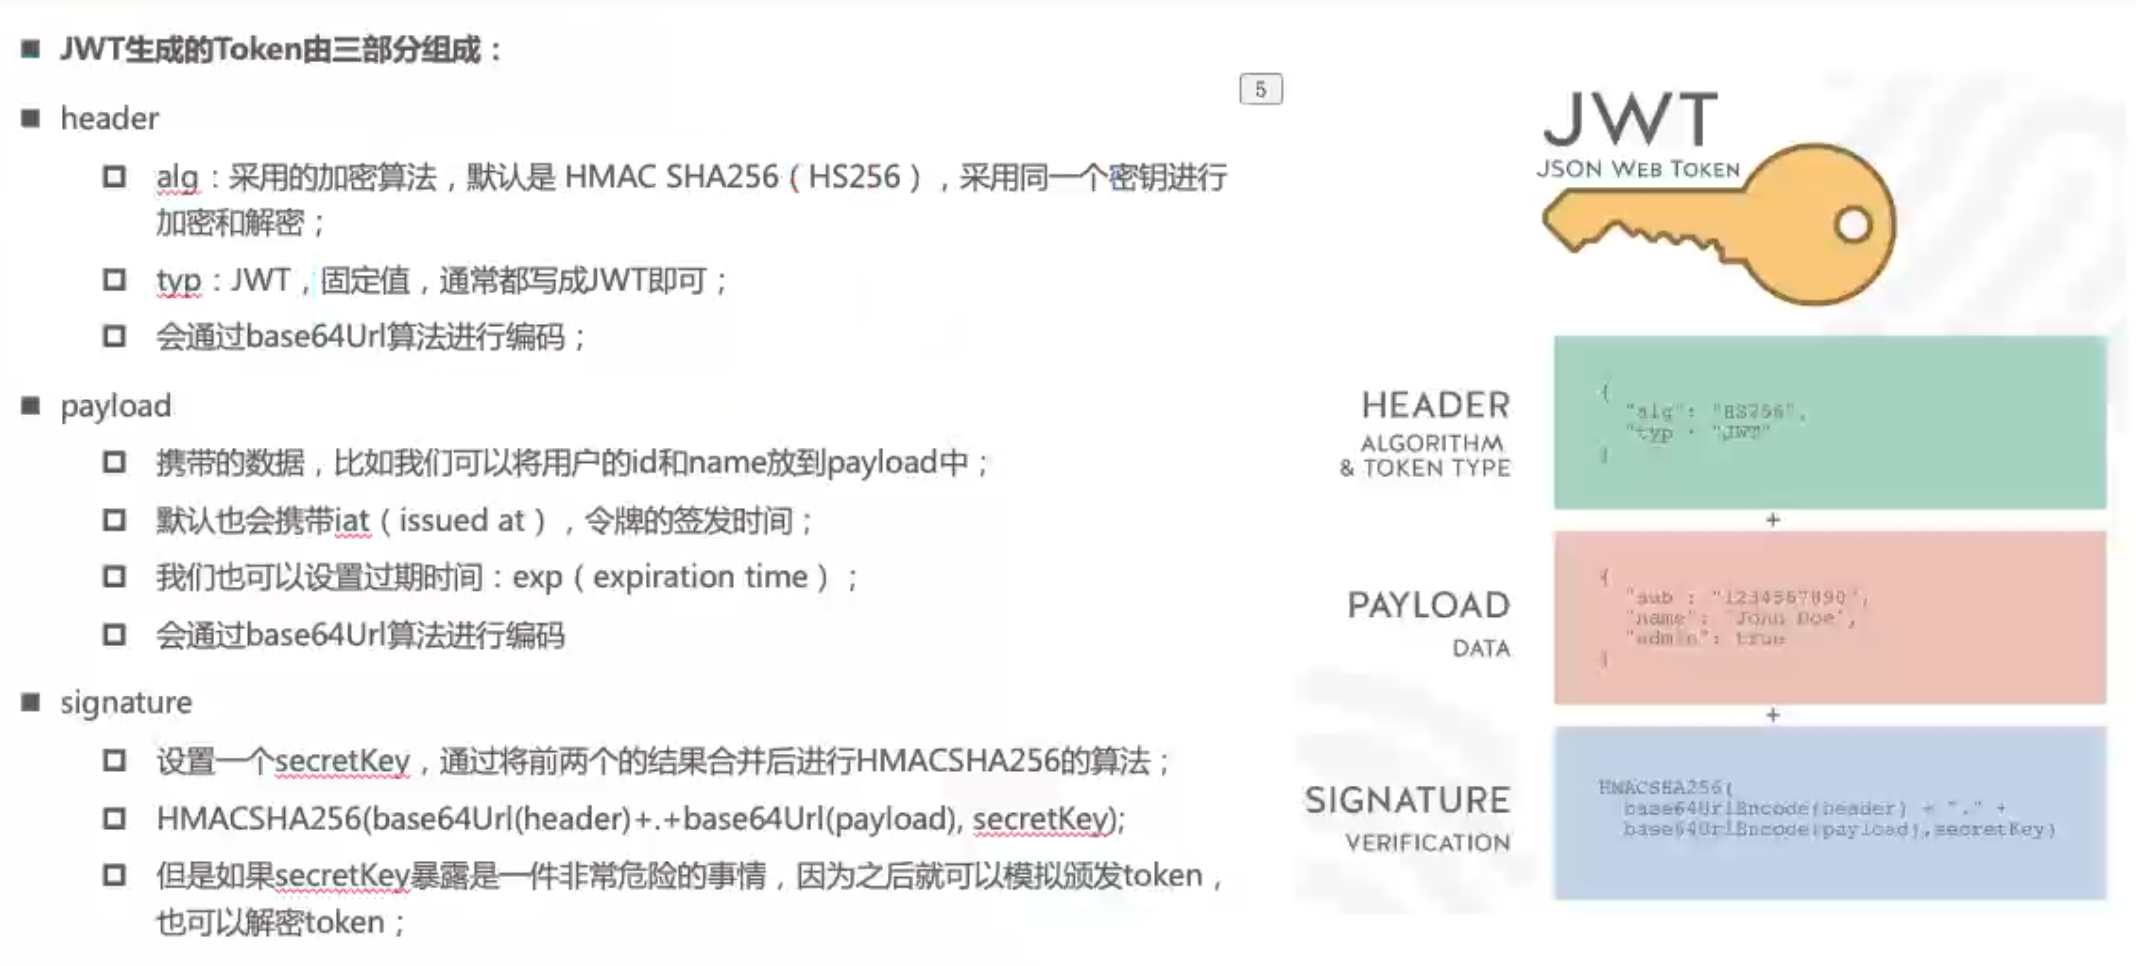 JWT生成的Token由三部分组成：
header
alg：采用的加密算法，默认是 HMAC SHA256（HS256），采用同一个密钥进行
加密和解密；
typ：JWT，固定值，通常都写成JWT即可；
会通过base64Url算法进行编码；
payload
携带的数据，比如我们可以将用户的id和name放到payload中；
默认也会携带iat（issued at），令牌的签发时间；
我们也可以设置过期时间：exp（expiration time）；
会通过base64Url算法进行编码
signature
设置一个secretKey，通过将前两个的结果合并后进行HMACSHA256的算法；
HMACSHA256(base64Url(header)+.+base64Url(payload), secretKey);
但是如果secretKey暴露是一件非常危险的事情，因为之后就可以模拟颁发token，
也可以解密token；
5
JWT
JSON WEB TOKEN
HEADER
ALGORITHM
& TOKEN TYPE
{
"alg": "HS256",
"typ": "JWT"
}
+
PAYLOAD
DATA
{
"sub": "1234567890",
"name": "John Doe",
"admin": true
}
+
SIGNATURE
VERIFICATION
HMACSHA256(
base64UrlEncode(header) + "." +
base64UrlEncode(payload),secretKey)